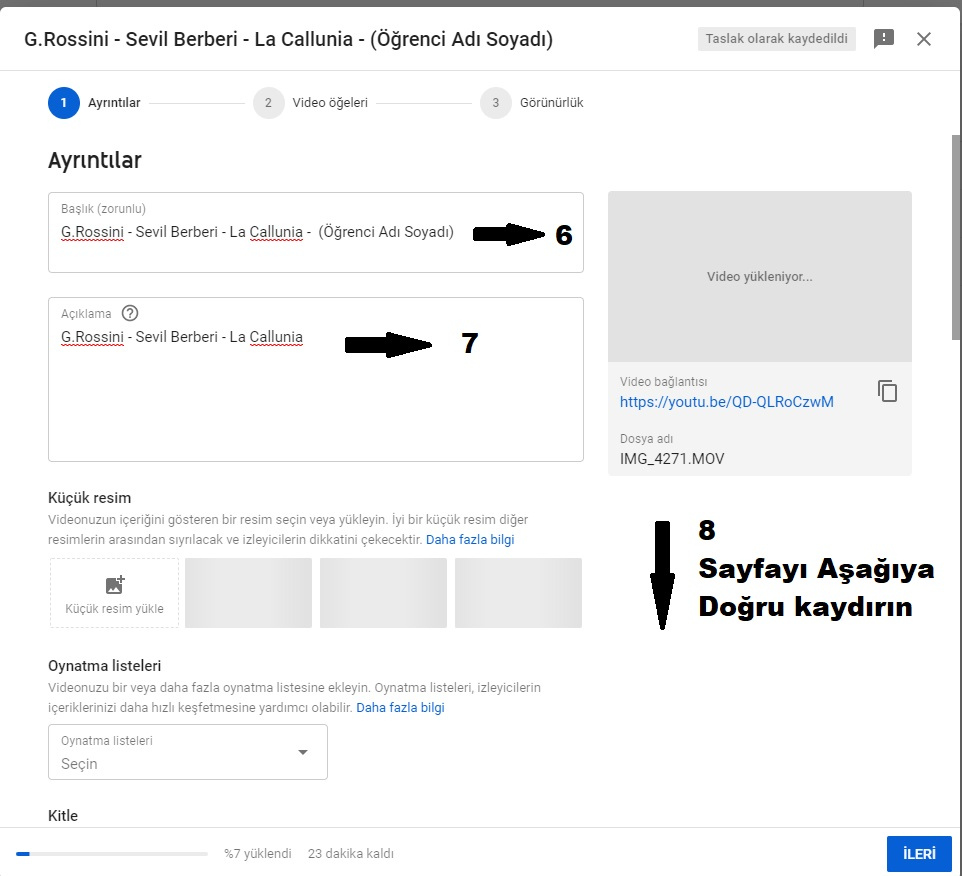 G.Rossini - Sevil Berberi - La Callunia - (Öğrenci Adı Soyadı)
Taslak olarak kaydedildi
1 Ayrıntılar
2 Video öğeleri
3 Görünürlük
Ayrıntılar
Başlık (zorunlu)
G.Rossini - Sevil Berberi - La Callunia - (Öğrenci Adı Soyadı)
6
Açıklama ?
G.Rossini - Sevil Berberi - La Callunia
7
Video yükleniyor...
Video bağlantısı
https://youtu.be/QD-QLRoCzwM
Dosya adı
IMG_4271.MOV
Küçük resim
Videonuzun içeriğini gösteren bir resim seçin veya yükleyin. İyi bir küçük resim diğer
resimlerin arasından sıyrılacak ve izleyicilerin dikkatini çekecektir. Daha fazla bilgi
Küçük resim yükle
8
Sayfayı Aşağıya
Doğru kaydırın
Oynatma listeleri
Videonuzu bir veya daha fazla oynatma listesine ekleyin. Oynatma listeleri, izleyicilerin
içeriklerinizi daha hızlı keşfetmesine yardımcı olabilir. Daha fazla bilgi
Oynatma listeleri
Seçin
Kitle
%7 yüklendi 23 dakika kaldı
İLERİ